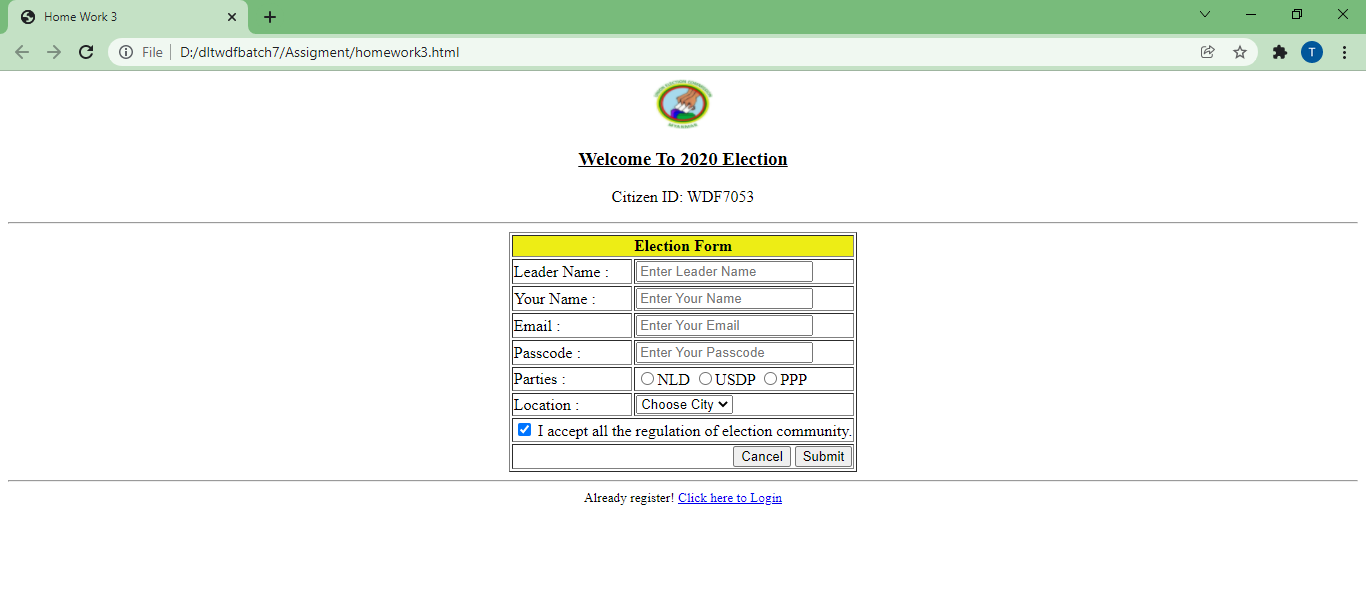 Home Work 3
File D:/dltwdfbatch7/Assigment/homework3.html
T
Welcome To 2020 Election
Citizen ID: WDF7053
Election Form
Leader Name : Enter Leader Name
Your Name : Enter Your Name
Email : Enter Your Email
Passcode : Enter Your Passcode
Parties : NLD USDP PPP
Location : Choose City
I accept all the regulation of election community.
Cancel Submit
Already register! Click here to Login